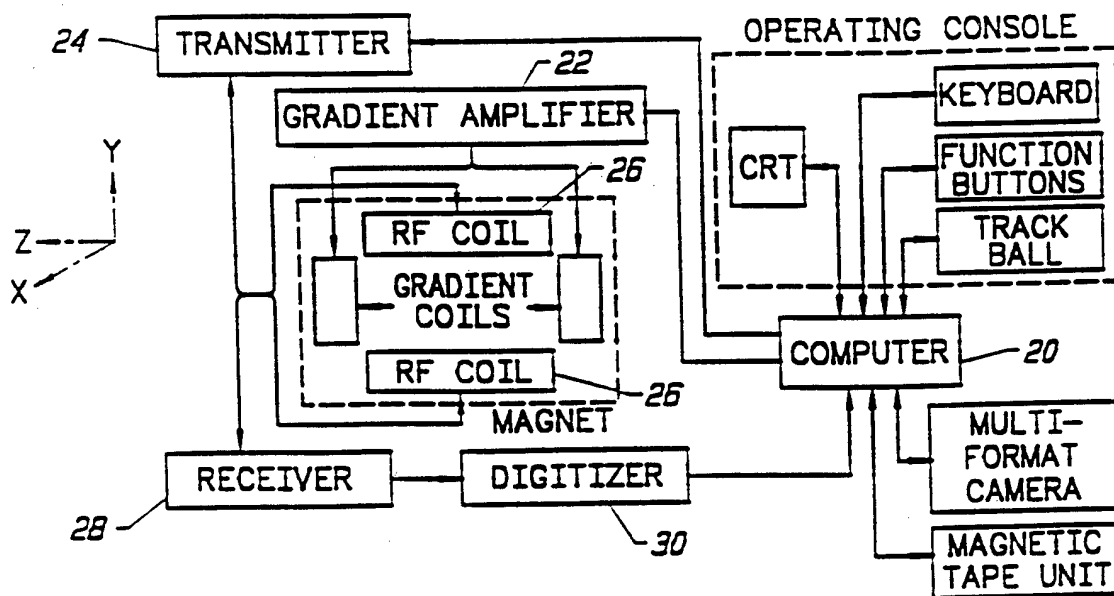 24
TRANSMITTER
OPERATING CONSOLE
22
GRADIENT AMPLIFIER
KEYBOARD
CRT
FUNCTION
BUTTONS
TRACK
BALL
Y
Z
X
26
RF COIL
GRADIENT
COILS
RF COIL
26
MAGNET
COMPUTER
20
RECEIVER
28
DIGITIZER
30
MULTI-
FORMAT
CAMERA
MAGNETIC
TAPE UNIT